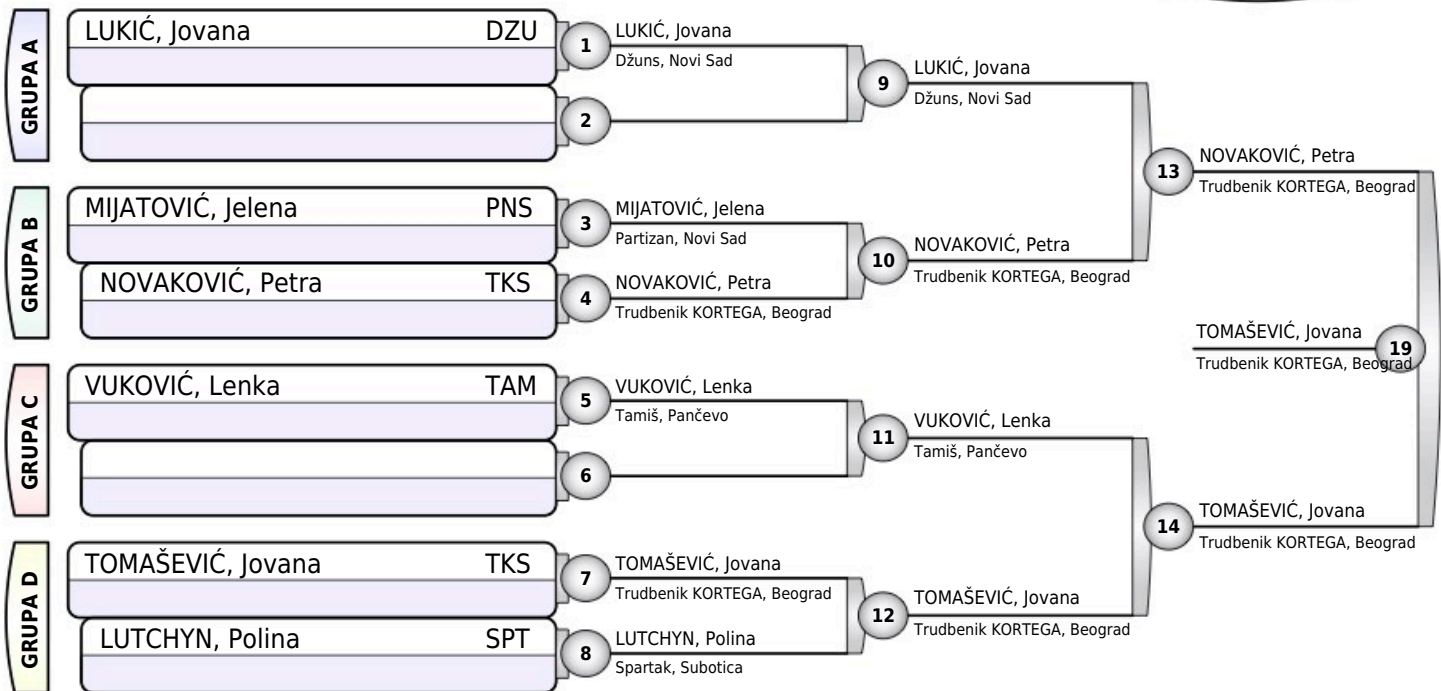 GRUPA A
LUKIĆ, Jovana DZU
1
LUKIĆ, Jovana
Džuns, Novi Sad
2
9
LUKIĆ, Jovana
Džuns, Novi Sad
GRUPA B
MIJATOVIĆ, Jelena PNS
3
MIJATOVIĆ, Jelena
Partizan, Novi Sad
NOVAKOVIĆ, Petra TKS
4
NOVAKOVIĆ, Petra
Trudbenik KORTEGA, Beograd
10
NOVAKOVIĆ, Petra
Trudbenik KORTEGA, Beograd
13
NOVAKOVIĆ, Petra
Trudbenik KORTEGA, Beograd
GRUPA C
VUKOVIĆ, Lenka TAM
5
VUKOVIĆ, Lenka
Tamiš, Pančevo
6
11
VUKOVIĆ, Lenka
Tamiš, Pančevo
GRUPA D
TOMAŠEVIĆ, Jovana TKS
7
TOMAŠEVIĆ, Jovana
Trudbenik KORTEGA, Beograd
LUTCHYN, Polina SPT
8
LUTCHYN, Polina
Spartak, Subotica
12
TOMAŠEVIĆ, Jovana
Trudbenik KORTEGA, Beograd
14
TOMAŠEVIĆ, Jovana
Trudbenik KORTEGA, Beograd
TOMAŠEVIĆ, Jovana
Trudbenik KORTEGA, Beograd
19